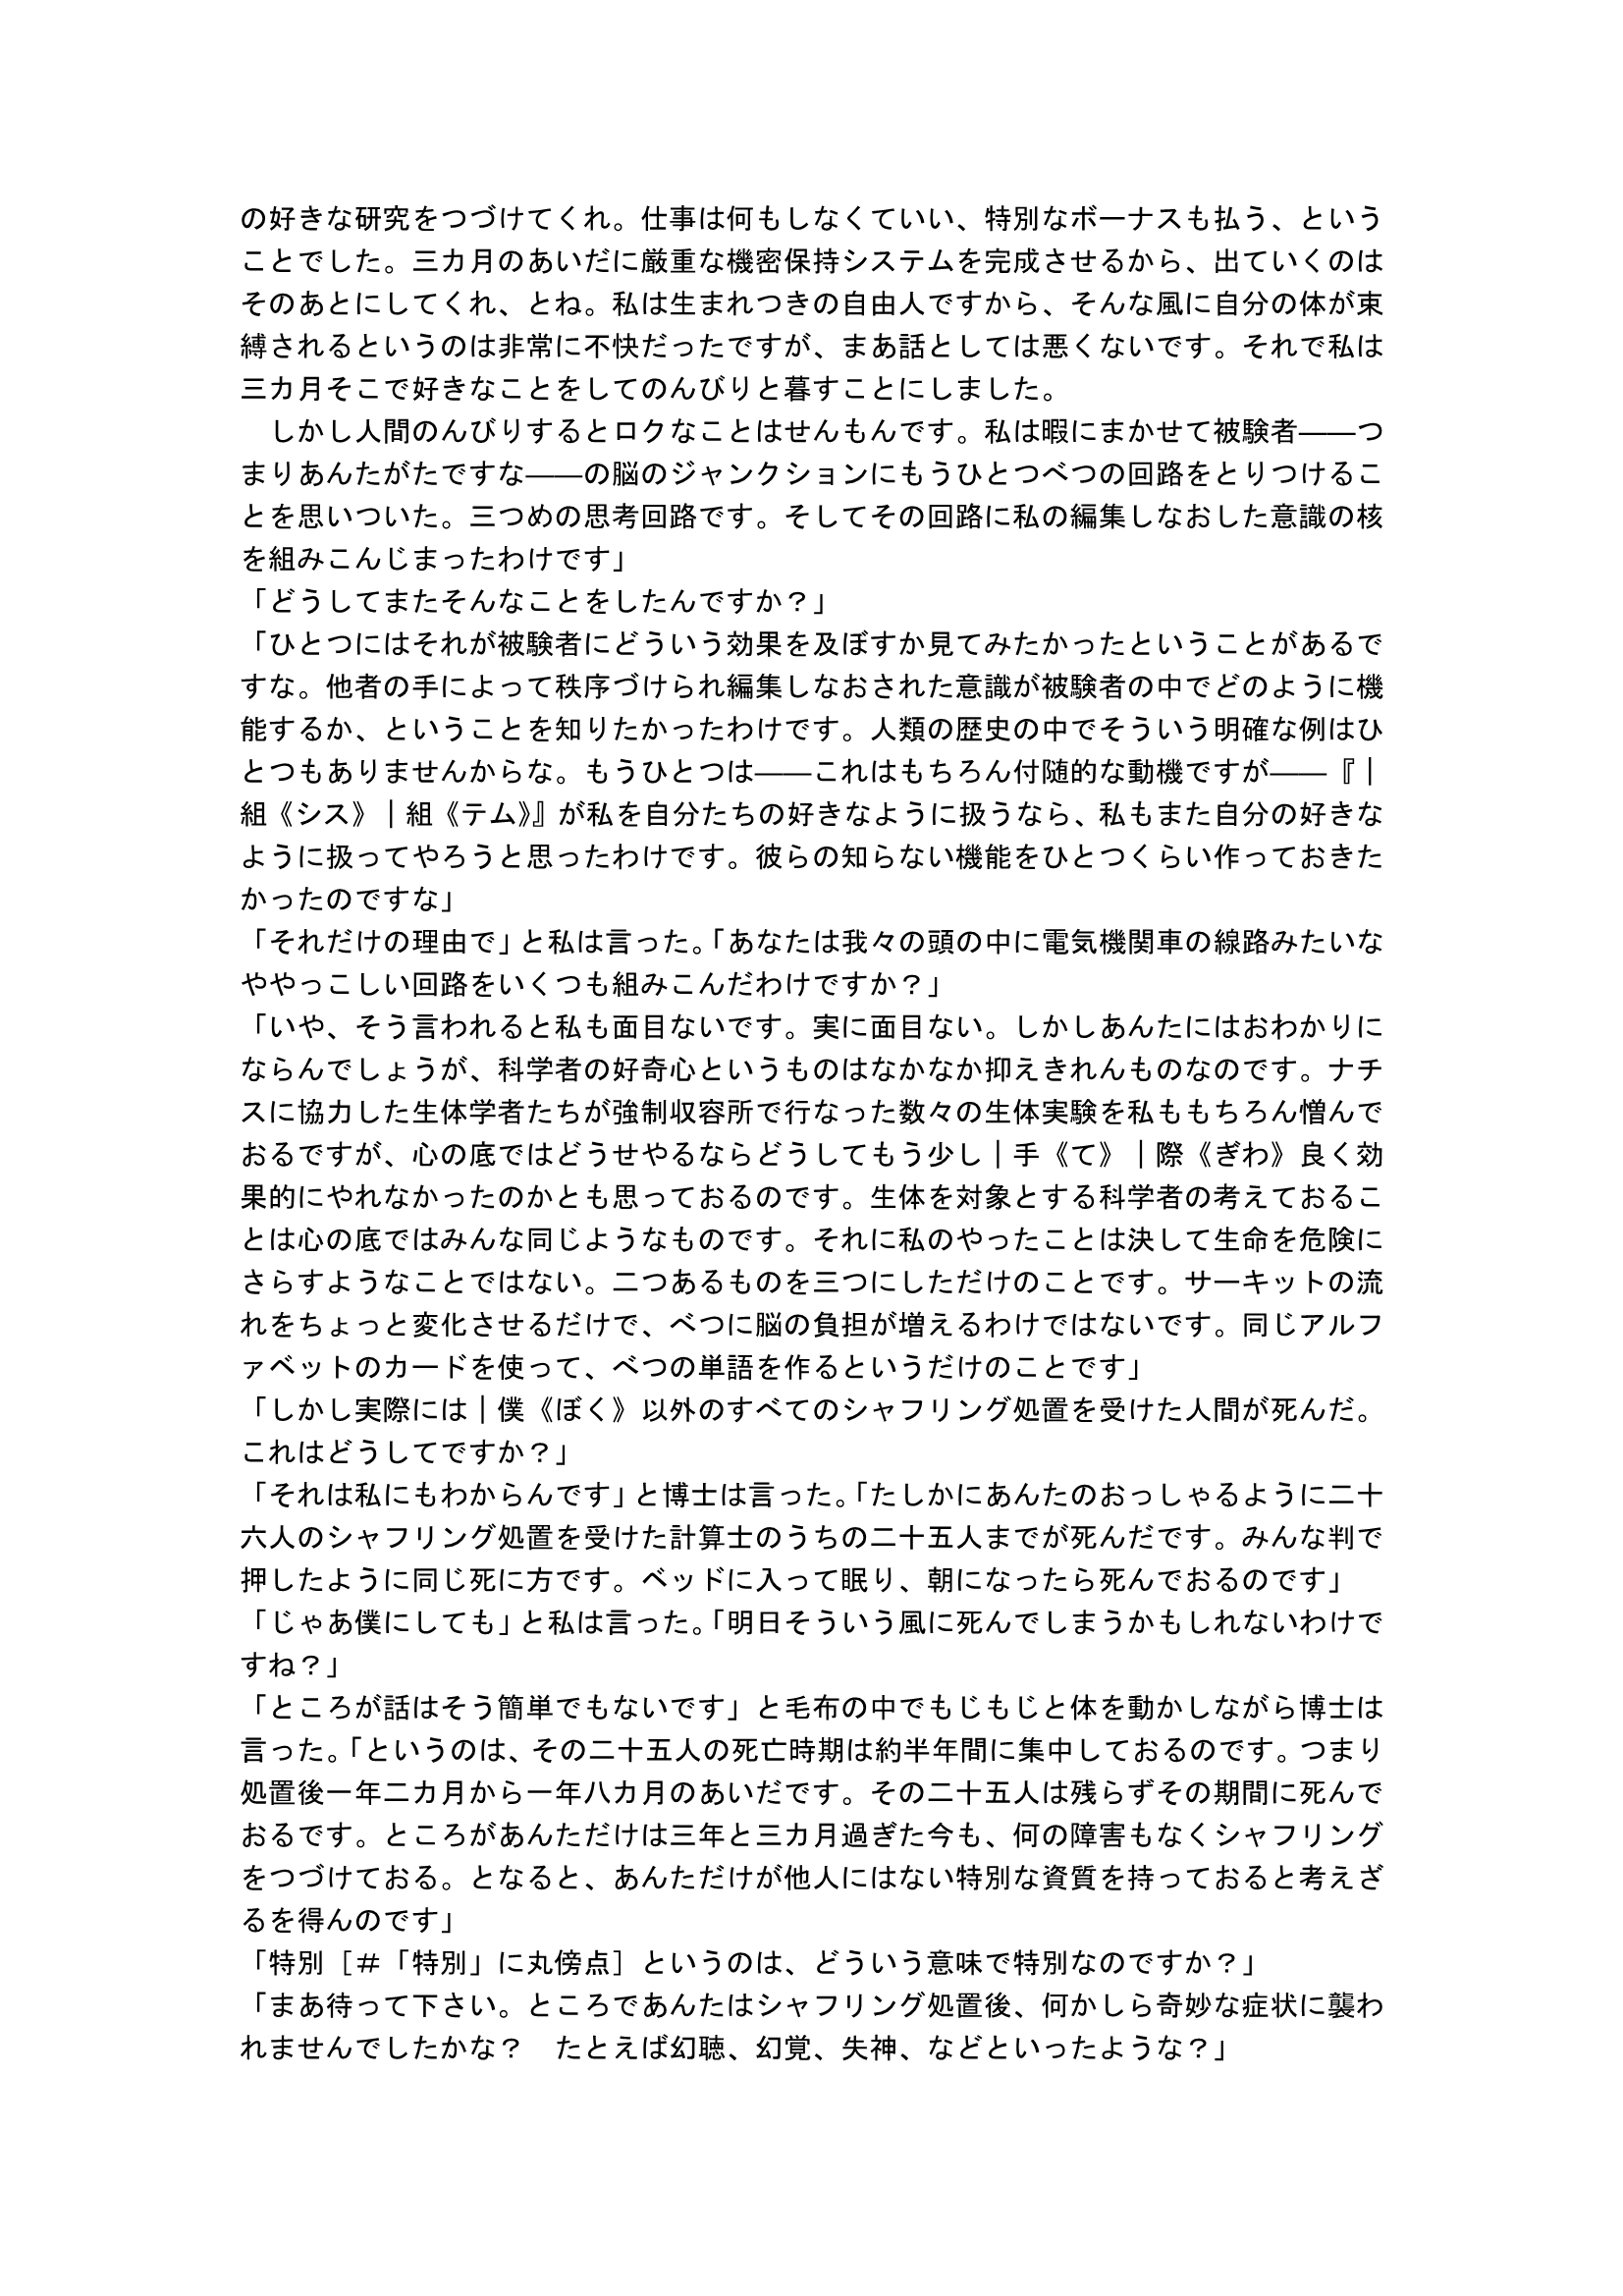 の好きな研究をつづけてくれ。仕事は何もしなくていい、特別なボーナスも払う、という
ことでした。三カ月のあいだに厳重な機密保持システムを完成させるから、出ていくのは
そのあとにしてくれ、とね。私は生まれつきの自由人ですから、そんな風に自分の体が束
縛されるというのは非常に不快だったですが、まあ話としては悪くないです。それで私は
三カ月そこで好きなことをしてのんびりと暮すことにしました。
　しかし人間のんびりするとロクなことはせんもんです。私は暇にまかせて被験者――つ
まりあんたがたですな――の脳のジャンクションにもうひとつべつの回路をとりつけるこ
とを思いついた。三つめの思考回路です。そしてその回路に私の編集しなおした意識の核
を組みこんじまったわけです」
「どうしてまたそんなことをしたんですか？」
「ひとつにはそれが被験者にどういう効果を及ぼすか見てみたかったということがあるで
すな。他者の手によって秩序づけられ編集しなおされた意識が被験者の中でどのように機
能するか、ということを知りたかったわけです。人類の歴史の中でそういう明確な例はひ
とつもありませんからな。もうひとつは――これはもちろん付随的な動機ですが――『｜
組《シス》｜組《テム》』が私を自分たちの好きなように扱うなら、私もまた自分の好きな
ように扱ってやろうと思ったわけです。彼らの知らない機能をひとつくらい作っておきた
かったのですな」
「それだけの理由で」と私は言った。「あなたは我々の頭の中に電気機関車の線路みたいな
ややっこしい回路をいくつも組みこんだわけですか？」
「いや、そう言われると私も面目ないです。実に面目ない。しかしあんたにはおわかりに
ならんでしょうが、科学者の好奇心というものはなかなか抑えきれんものなのです。ナチ
スに協力した生体学者たちが強制収容所で行なった数々の生体実験を私ももちろん憎んで
おるですが、心の底ではどうせやるならどうしてもう少し｜手《て》｜際《ぎわ》良く効
果的にやれなかったのかとも思っておるのです。生体を対象とする科学者の考えておるこ
とは心の底ではみんな同じようなものです。それに私のやったことは決して生命を危険に
さらすようなことではない。二つあるものを三つにしただけのことです。サーキットの流
れをちょっと変化させるだけで、べつに脳の負担が増えるわけではないです。同じアルフ
ァベットのカードを使って、べつの単語を作るというだけのことです」
「しかし実際には｜僕《ぼく》以外のすべてのシャフリング処置を受けた人間が死んだ。
これはどうしてですか？」
「それは私にもわからんです」と博士は言った。「たしかにあんたのおっしゃるように二十
六人のシャフリング処置を受けた計算士のうちの二十五人までが死んだです。みんな判で
押したように同じ死に方です。ベッドに入って眠り、朝になったら死んでおるのです」
「じゃあ僕にしても」と私は言った。「明日そういう風に死んでしまうかもしれないわけで
すね？」
「ところが話はそう簡単でもないです」と毛布の中でもじもじと体を動かしながら博士は
言った。「というのは、その二十五人の死亡時期は約半年間に集中しておるのです。つまり
処置後一年二カ月から一年八カ月のあいだです。その二十五人は残らずその期間に死んで
おるです。ところがあんただけは三年と三カ月過ぎた今も、何の障害もなくシャフリング
をつづけておる。となると、あんただけが他人にはない特別な資質を持っておると考えざ
るを得んのです」
「特別［＃「特別」に丸傍点］というのは、どういう意味で特別なのですか？」
「まあ待って下さい。ところであんたはシャフリング処置後、何かしら奇妙な症状に襲わ
れませんでしたかな？　たとえば幻聴、幻覚、失神、などといったような？」